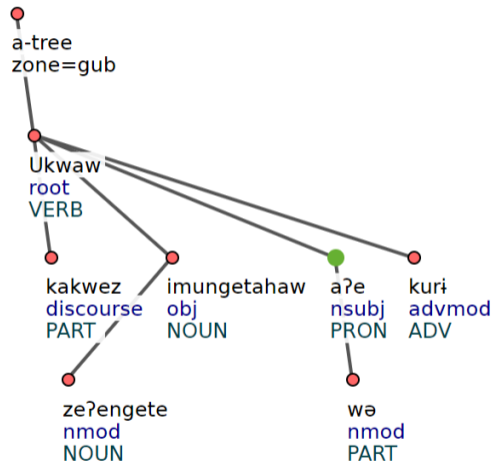 a-tree
zone=gub
Ukwaw
root
VERB
kakwez
discourse
PART
imungetahaw
obj
NOUN
aʔe
nsubj
PRON
kurɨ
advmod
ADV
zeʔengete
nmod
NOUN
wə
nmod
PART